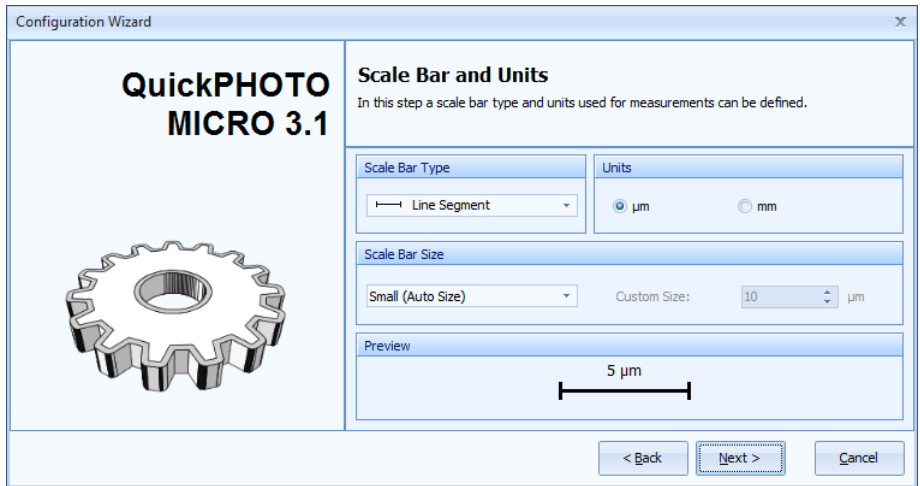 Configuration Wizard
x
QuickPHOTO
MICRO 3.1
Scale Bar and Units
In this step a scale bar type and units used for measurements can be defined.
Scale Bar Type
Line Segment
Units
µm
mm
Scale Bar Size
Small (Auto Size)
Custom Size:
10
µm
Preview
5 µm
< Back
Next >
Cancel